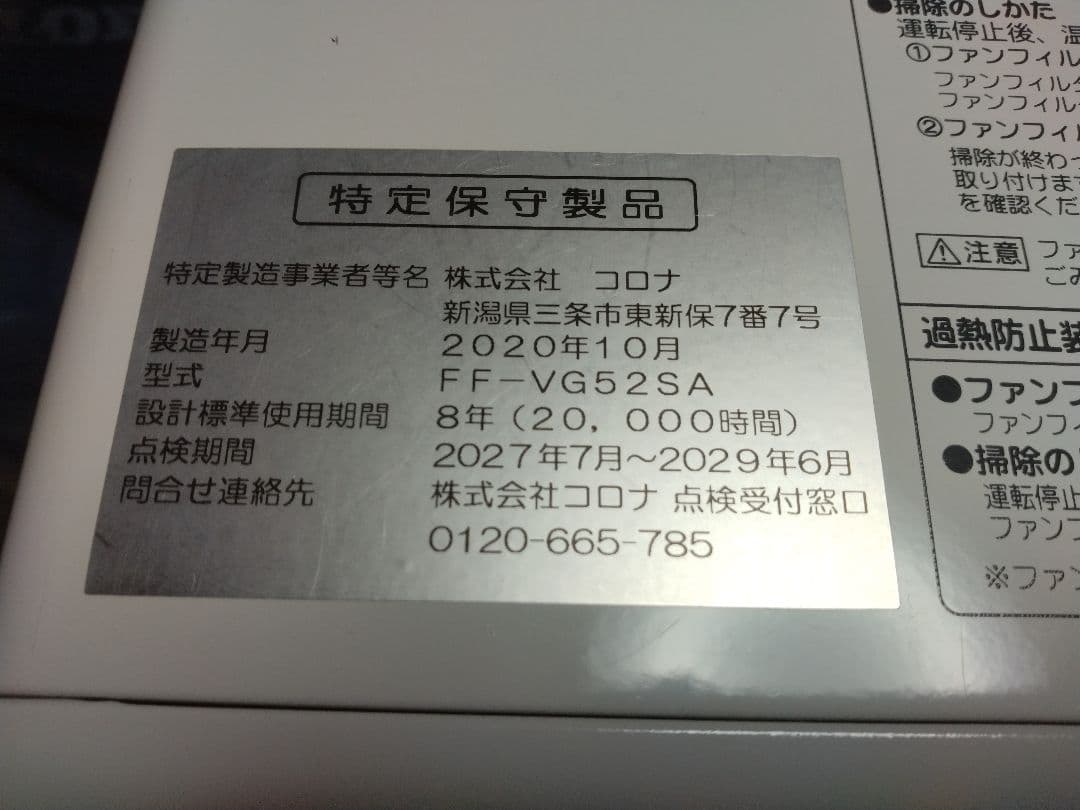 特定保守製品
特定製造事業者等名 株式会社 コロナ
新潟県三条市東新保7番7号
製造年月 2020年10月
型式 FF-VG52SA
設計標準使用期間 8年(20,000時間)
点検期間 2027年7月～2029年6月
問合せ連絡先 株式会社コロナ 点検受付窓口
0120-665-785
●掃除のしかた
運転停止後、温
①ファンフィル
ファンフィルタ
ファンフィル
②ファンフィル
掃除が終わっ
取り付けます
を確認くだ
⚠注意 ファ
ごみ
過熱防止装
●ファンフ
ファンフィ
●掃除の
運転停止
ファンフ
※ファン